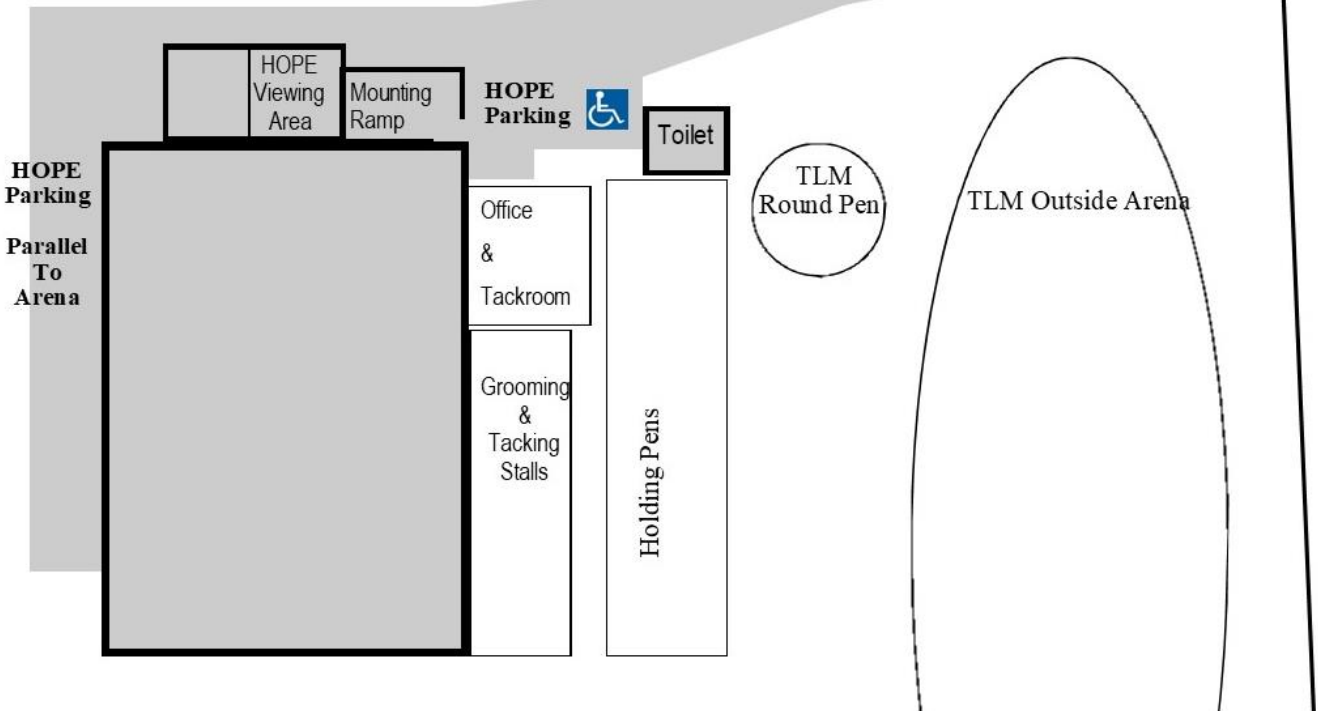 HOPE
Viewing
Area
Mounting
Ramp
HOPE
Parking
Toilet
HOPE
Parking
Parallel
To
Arena
Office
&
Tackroom
Grooming
&
Tacking
Stalls
Holding Pens
TLM
Round Pen
TLM Outside Arena